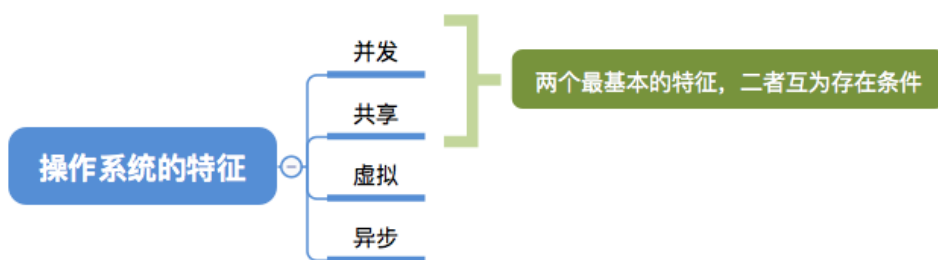 并发
共享
两个最基本的特征，二者互为存在条件
操作系统的特征
虚拟
异步